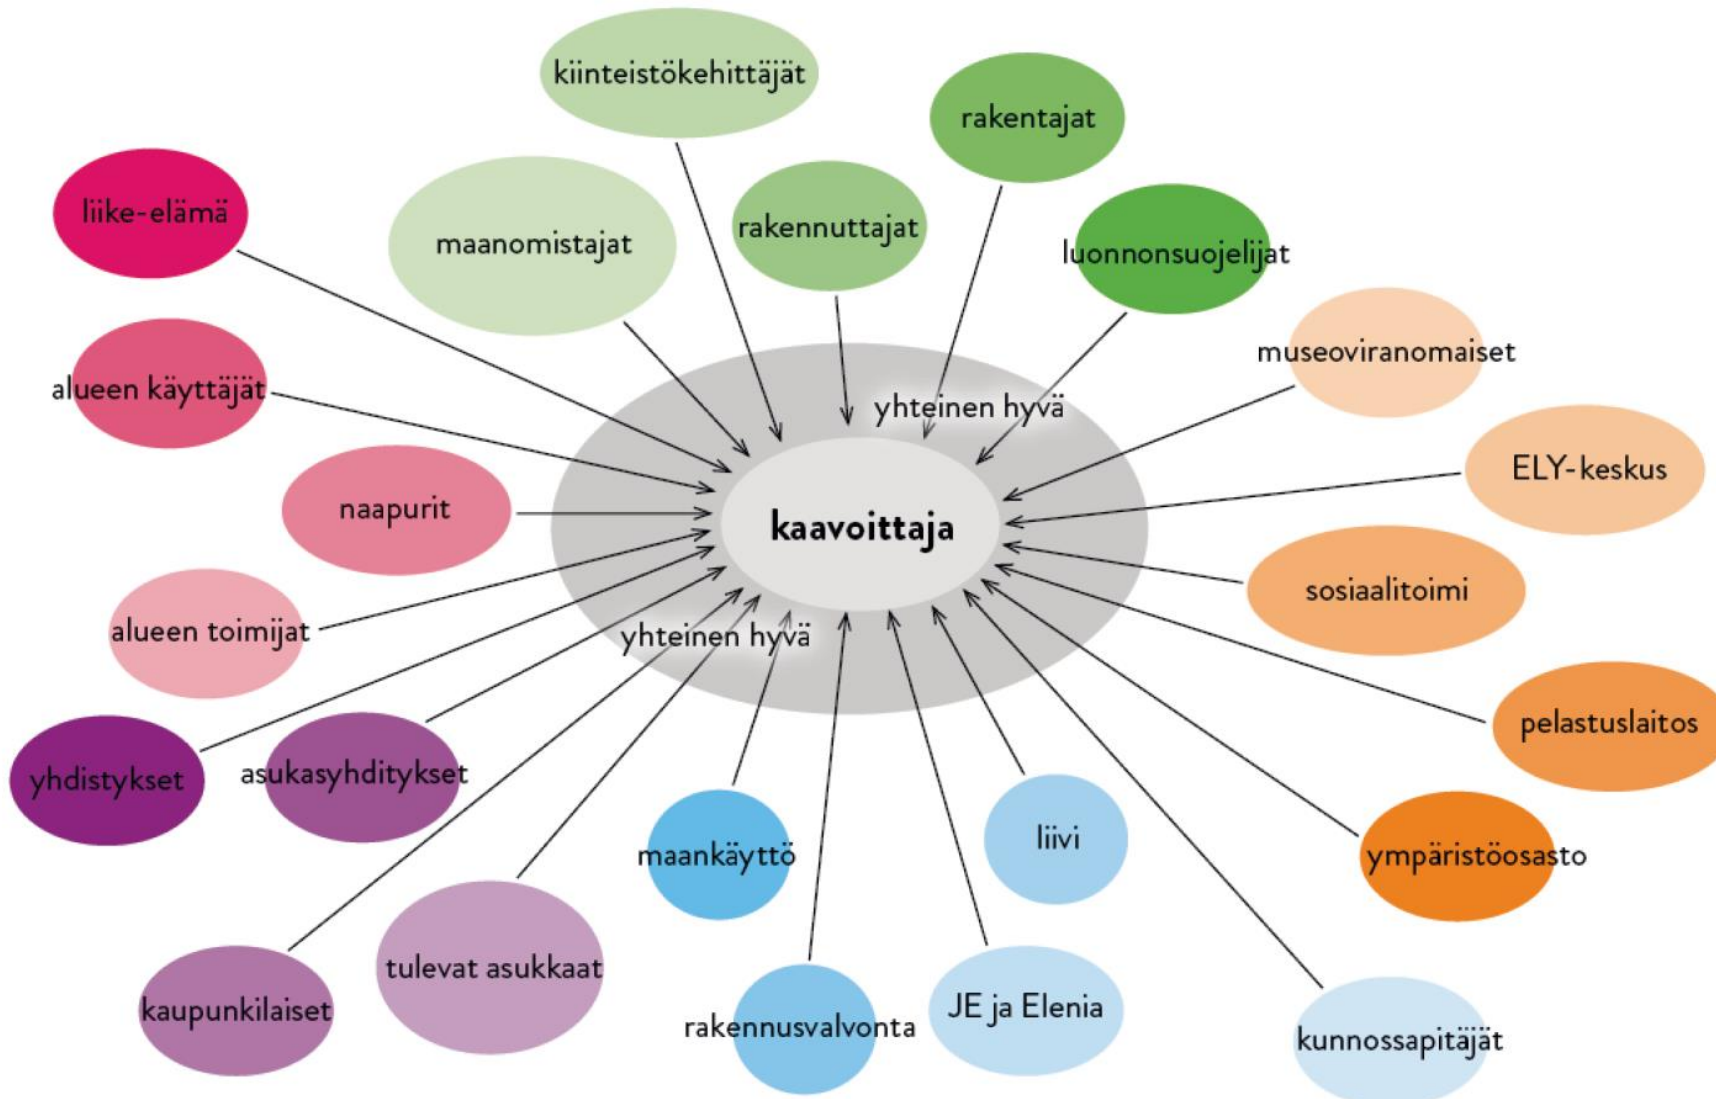 kiinteistökehittäjät
rakentajat
liike-elämä
maanomistajat
rakennuttajat
luonnonsuojelijat
museoviranomaiset
alueen käyttäjät
yhteinen hyvä
ELY-keskus
naapurit
kaavoittaja
sosiaalitoimi
alueen toimijat
yhteinen hyvä
pelastuslaitos
yhdistykset
asukasyhditykset
maankäyttö
liivi
ympäristöosasto
kaupunkilaiset
tulevat asukkaat
rakennusvalvonta
JE ja Elenia
kunnossapitäjät